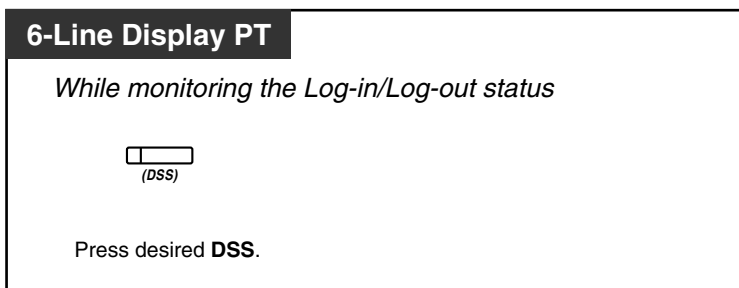 6-Line Display PT
While monitoring the Log-in/Log-out status
(DSS)
Press desired DSS.